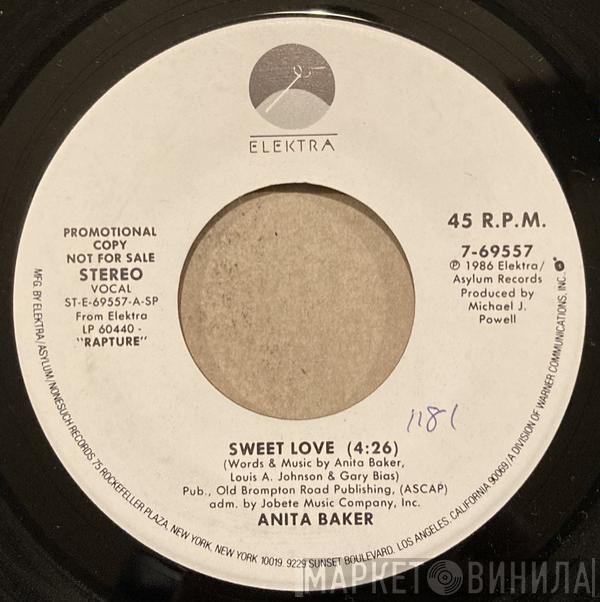 ELEKTRA
PROMOTIONAL
COPY
NOT FOR SALE
STEREO
VOCAL
ST-E-69557-A-SP
From Elektra
LP 60440 -
"RAPTURE"
45 R.P.M.
7-69557
℗ 1986 Elektra/
Asylum Records
Produced by
Michael J.
Powell
1181
SWEET LOVE (4:26)
(Words & Music by Anita Baker,
Louis A. Johnson & Gary Bias)
Pub., Old Brompton Road Publishing, (ASCAP)
adm. by Jobete Music Company, Inc.
ANITA BAKER
MFG. BY ELEKTRA/ASYLUM/NONESUCH RECORDS 75 ROCKEFELLER PLAZA, NEW YORK, NEW YORK 10019. 9229 SUNSET BOULEVARD, LOS ANGELES, CALIFORNIA 90069/A DIVISION OF WARNER COMMUNICATIONS, INC.
МАРКЕТ ВИНИЛА